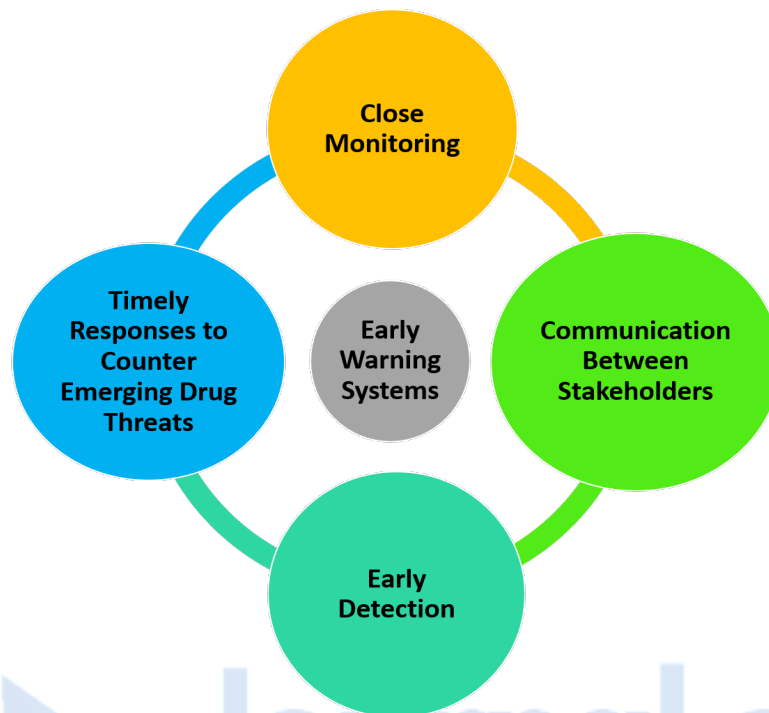 Close
Monitoring
Timely
Responses to
Counter
Emerging Drug
Threats
Early
Warning
Systems
Communication
Between
Stakeholders
Early
Detection